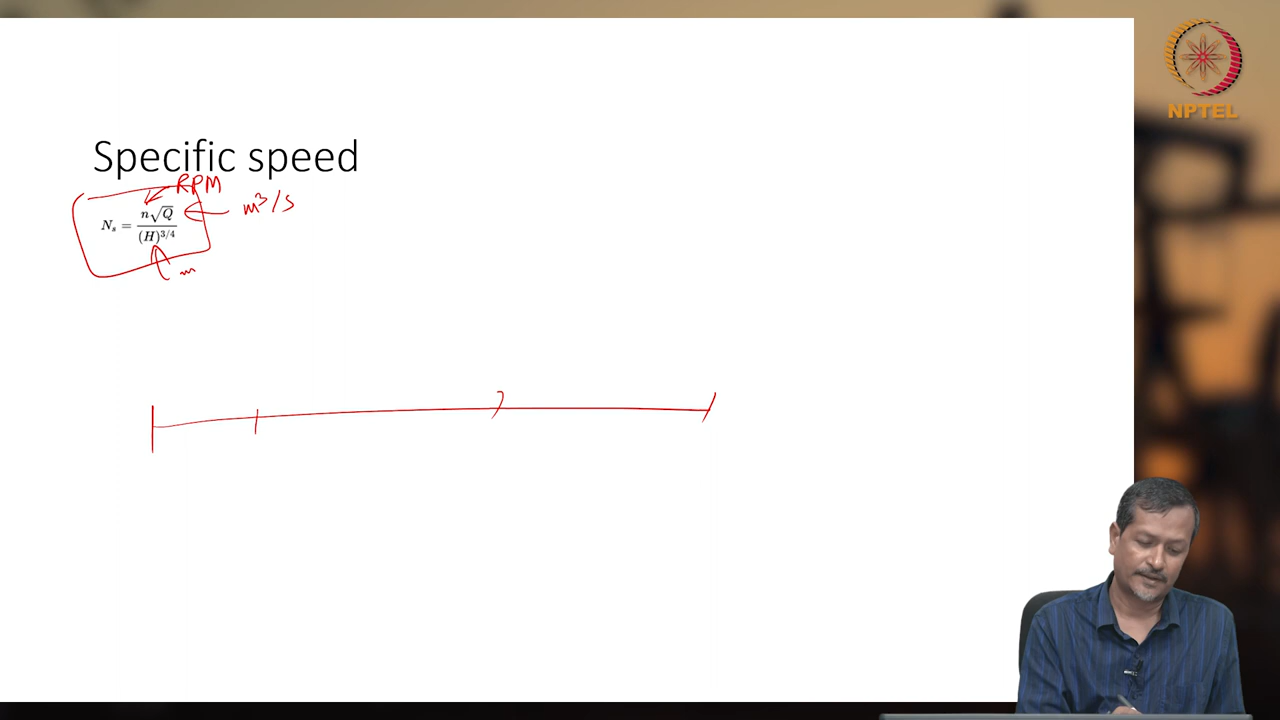 NPTEL
Specific speed
RPM
N_s = n√Q / (H)^{3/4}
m³/s
m